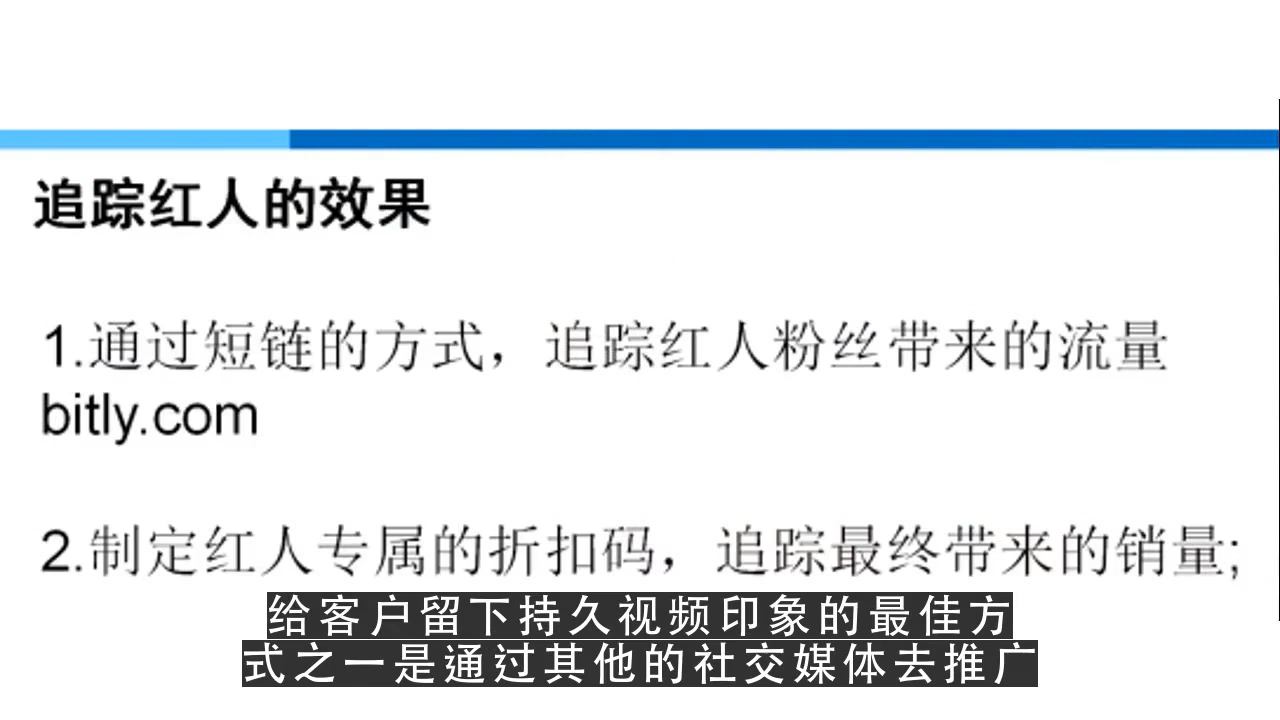 追踪红人的效果
1.通过短链的方式，追踪红人粉丝带来的流量
bitly.com
2.制定红人专属的折扣码，追踪最终带来的销量;
给客户留下持久视频印象的最佳方
式之一是通过其他的社交媒体去推广